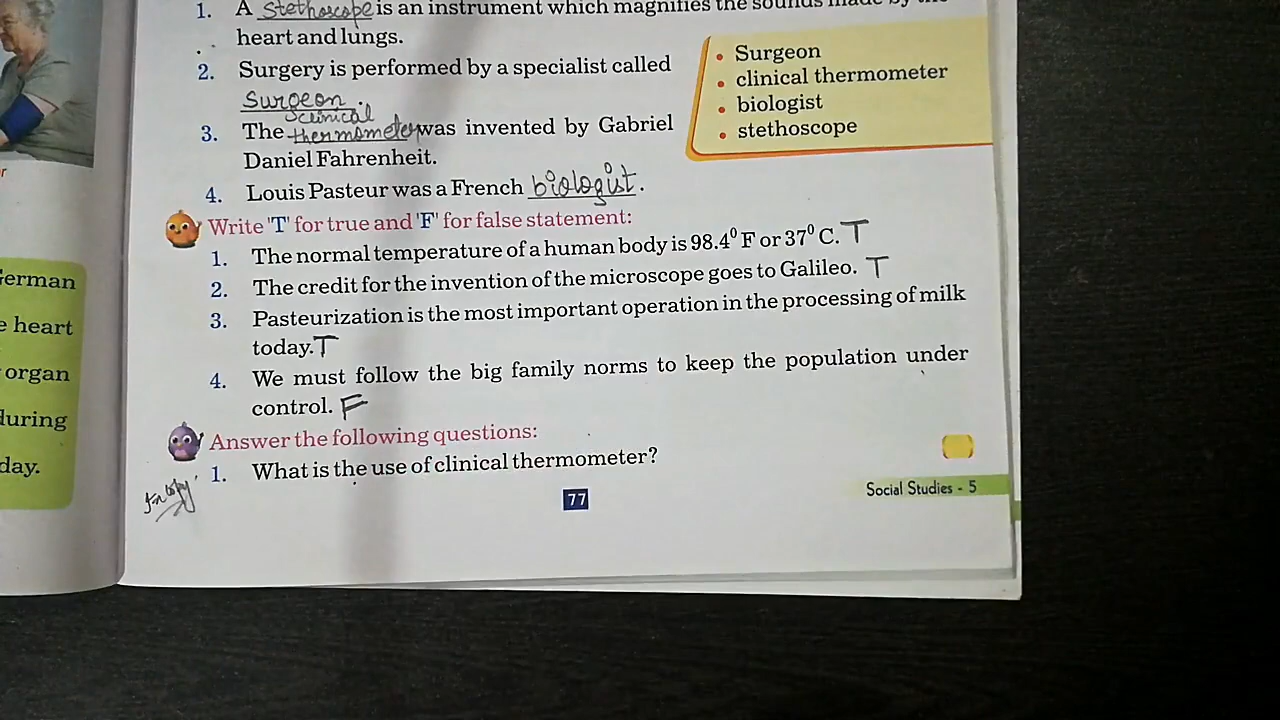 1. A stethoscope is an instrument which magnifies the sounds made by the
heart and lungs.
2. Surgery is performed by a specialist called
Surgeon.
3. The clinical thermometer was invented by Gabriel
Daniel Fahrenheit.
4. Louis Pasteur was a French biologist.
• Surgeon
• clinical thermometer
• biologist
• stethoscope
Write 'T' for true and 'F' for false statement:
1. The normal temperature of a human body is 98.4⁰ F or 37⁰ C. T
2. The credit for the invention of the microscope goes to Galileo. T
3. Pasteurization is the most important operation in the processing of milk
today. T
4. We must follow the big family norms to keep the population under
control. F
Answer the following questions:
1. What is the use of clinical thermometer?
77
Social Studies - 5
erman
e heart
organ
during
day.